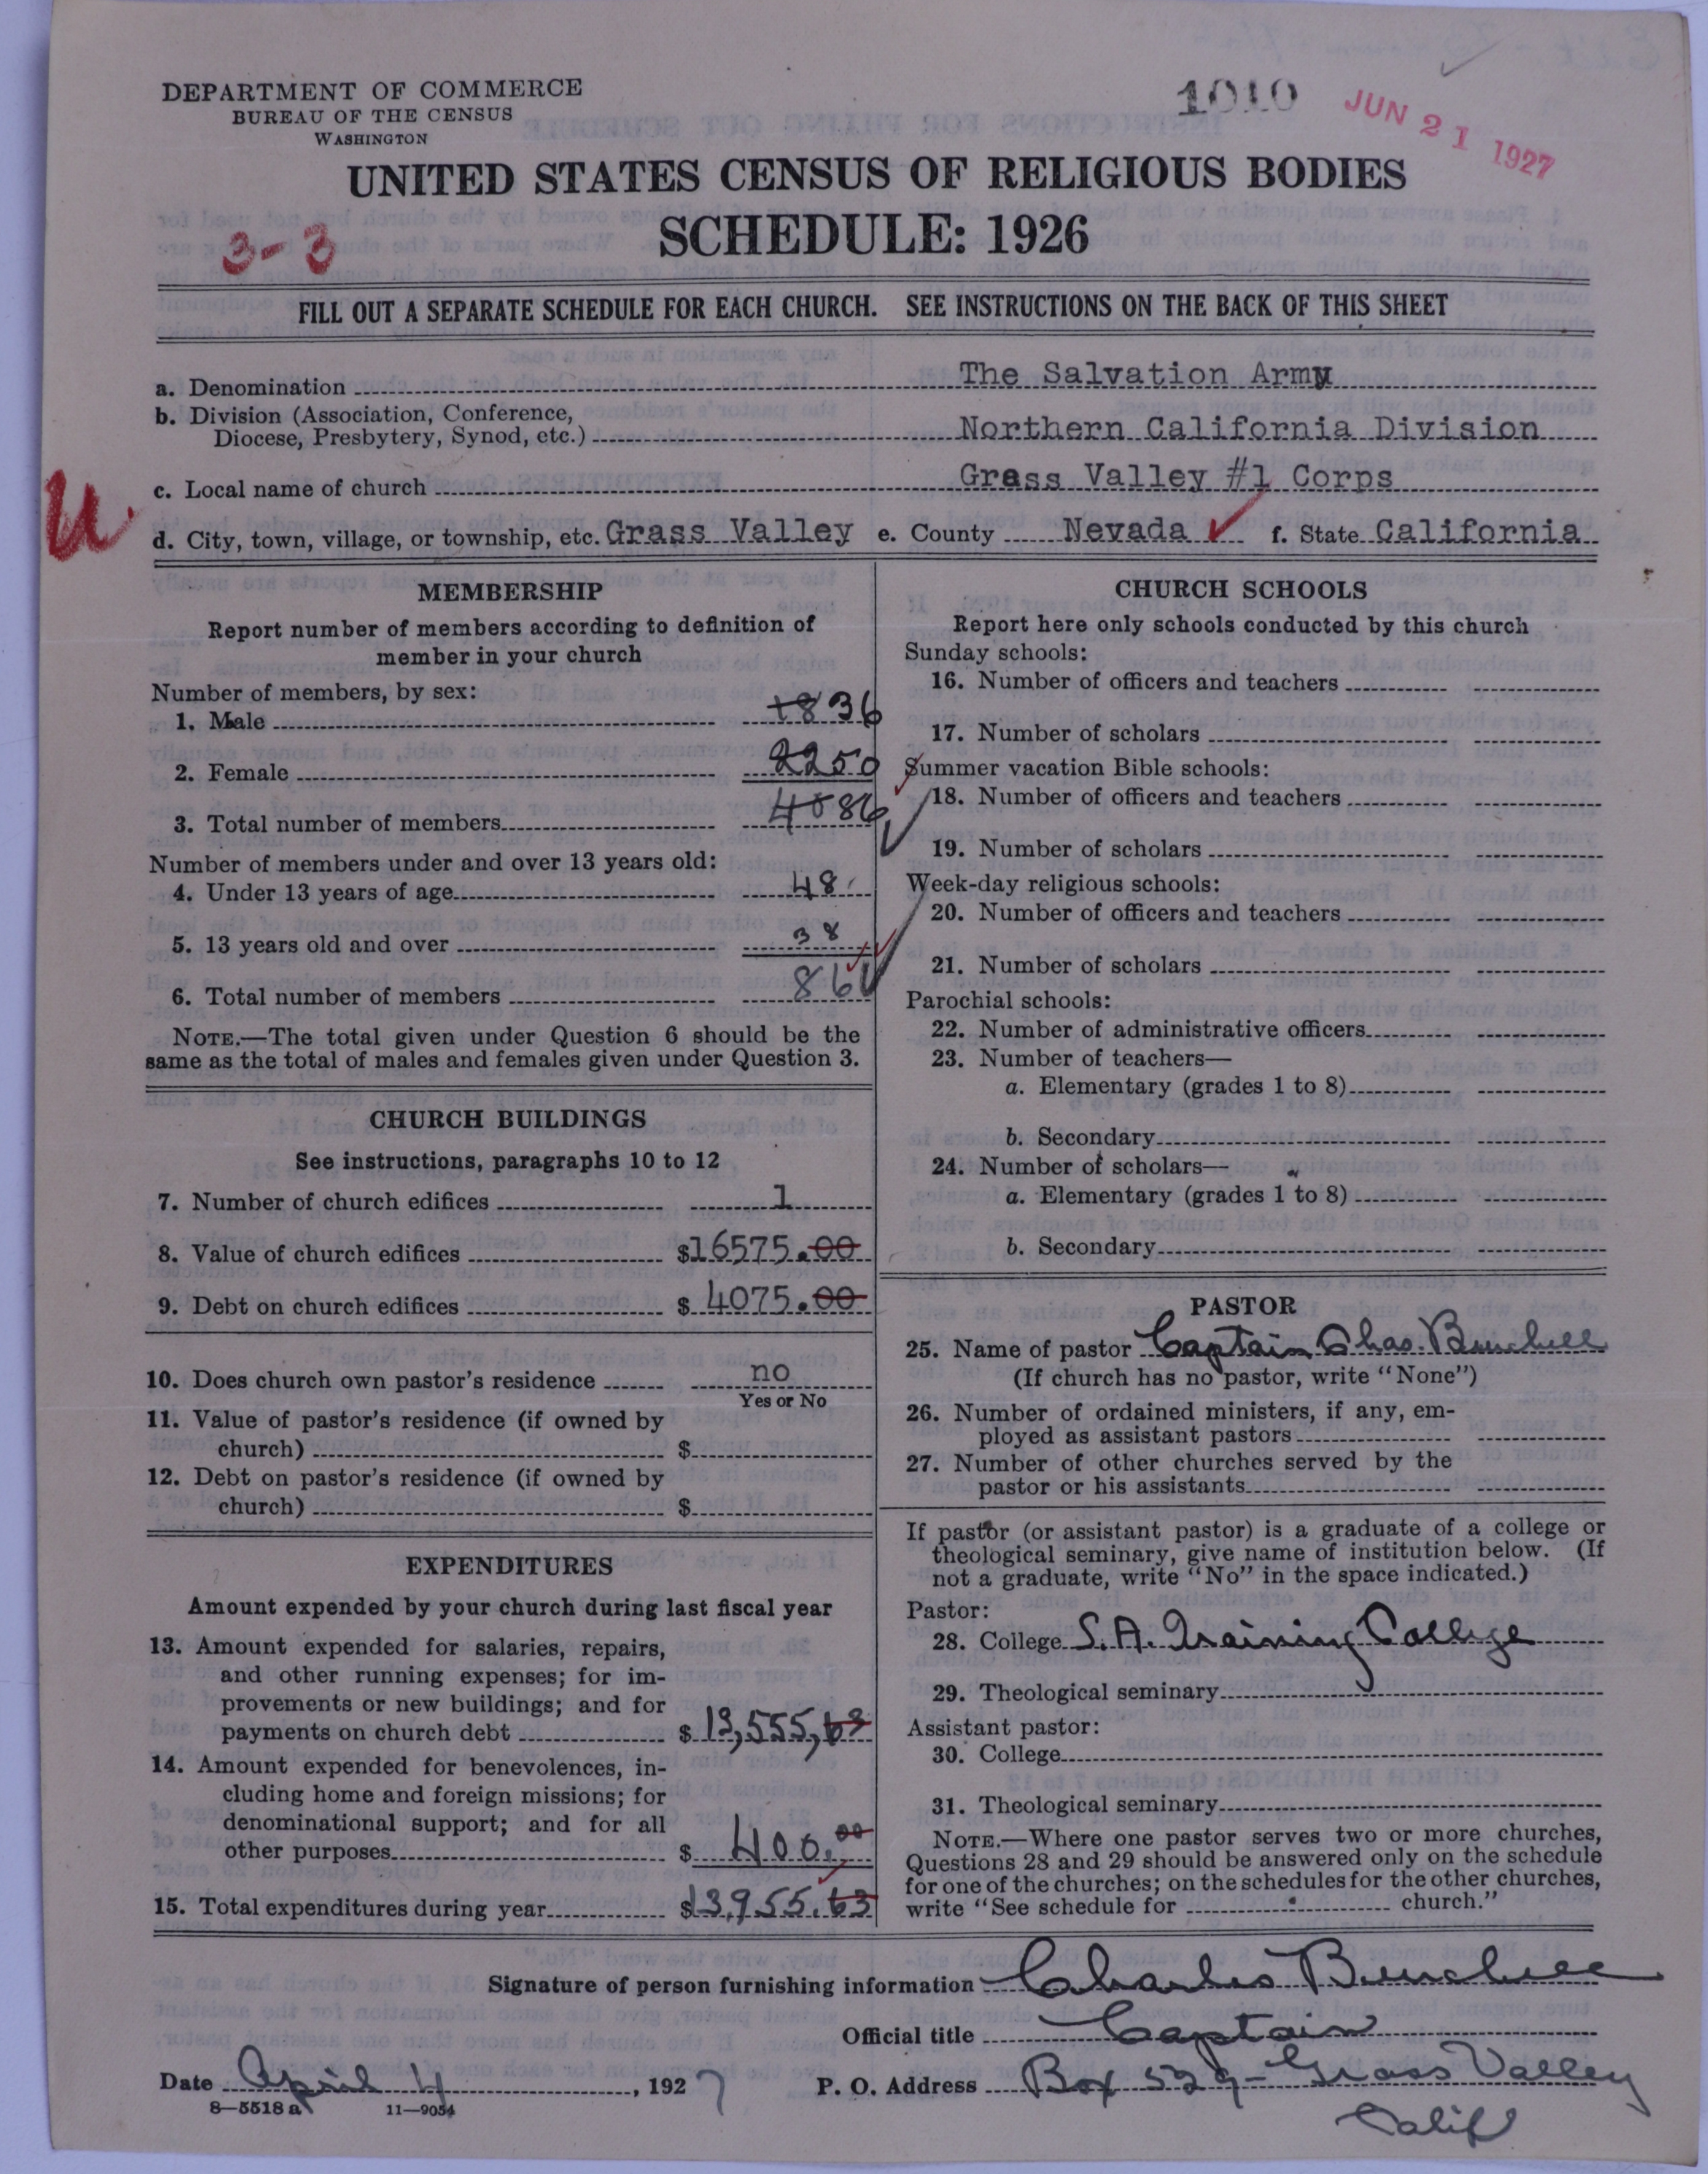 1010
JUN 21 1927
DEPARTMENT OF COMMERCE
BUREAU OF THE CENSUS
WASHINGTON
UNITED STATES CENSUS OF RELIGIOUS BODIES
SCHEDULE: 1926
3-3
FILL OUT A SEPARATE SCHEDULE FOR EACH CHURCH. SEE INSTRUCTIONS ON THE BACK OF THIS SHEET
a. Denomination The Salvation Army
b. Division (Association, Conference,
Diocese, Presbytery, Synod, etc.) Northern California Division
c. Local name of church Grass Valley #1 Corps
U.
d. City, town, village, or township, etc. Grass Valley e. County Nevada f. State California
MEMBERSHIP
Report number of members according to definition of
member in your church
Number of members, by sex:
1. Male 18 36
2. Female 22 50
3. Total number of members 40 86
Number of members under and over 13 years old:
4. Under 13 years of age 48
5. 13 years old and over 38
6. Total number of members 86
NOTE.—The total given under Question 6 should be the
same as the total of males and females given under Question 3.
CHURCH BUILDINGS
See instructions, paragraphs 10 to 12
7. Number of church edifices 1
8. Value of church edifices $16575.00
9. Debt on church edifices $ 4075.00
10. Does church own pastor's residence no
Yes or No
11. Value of pastor's residence (if owned by
church) $
12. Debt on pastor's residence (if owned by
church) $
EXPENDITURES
Amount expended by your church during last fiscal year
13. Amount expended for salaries, repairs,
and other running expenses; for im-
provements or new buildings; and for
payments on church debt $ 13,555,63
14. Amount expended for benevolences, in-
cluding home and foreign missions; for
denominational support; and for all
other purposes $ 400.00
15. Total expenditures during year $13,955.63
CHURCH SCHOOLS
Report here only schools conducted by this church
Sunday schools:
16. Number of officers and teachers
17. Number of scholars
Summer vacation Bible schools:
18. Number of officers and teachers
19. Number of scholars
Week-day religious schools:
20. Number of officers and teachers
21. Number of scholars
Parochial schools:
22. Number of administrative officers
23. Number of teachers—
a. Elementary (grades 1 to 8)
b. Secondary
24. Number of scholars—
a. Elementary (grades 1 to 8)
b. Secondary
PASTOR
25. Name of pastor Captain Chas.
(If church has no pastor, write "None")
26. Number of ordained ministers, if any, em-
ployed as assistant pastors
27. Number of other churches served by the
pastor or his assistants
If pastor (or assistant pastor) is a graduate of a college or
theological seminary, give name of institution below. (If
not a graduate, write "No" in the space indicated.)
Pastor:
28. College S.A. Training College
29. Theological seminary
Assistant pastor:
30. College
31. Theological seminary
NOTE.—Where one pastor serves two or more churches,
Questions 28 and 29 should be answered only on the schedule
for one of the churches; on the schedules for the other churches,
write "See schedule for church."
Signature of person furnishing information Charles
Official title Captain
Date April 4, 1927 P. O. Address Box 529 - Grass Valley
Calif
8—5518 a 11—9054